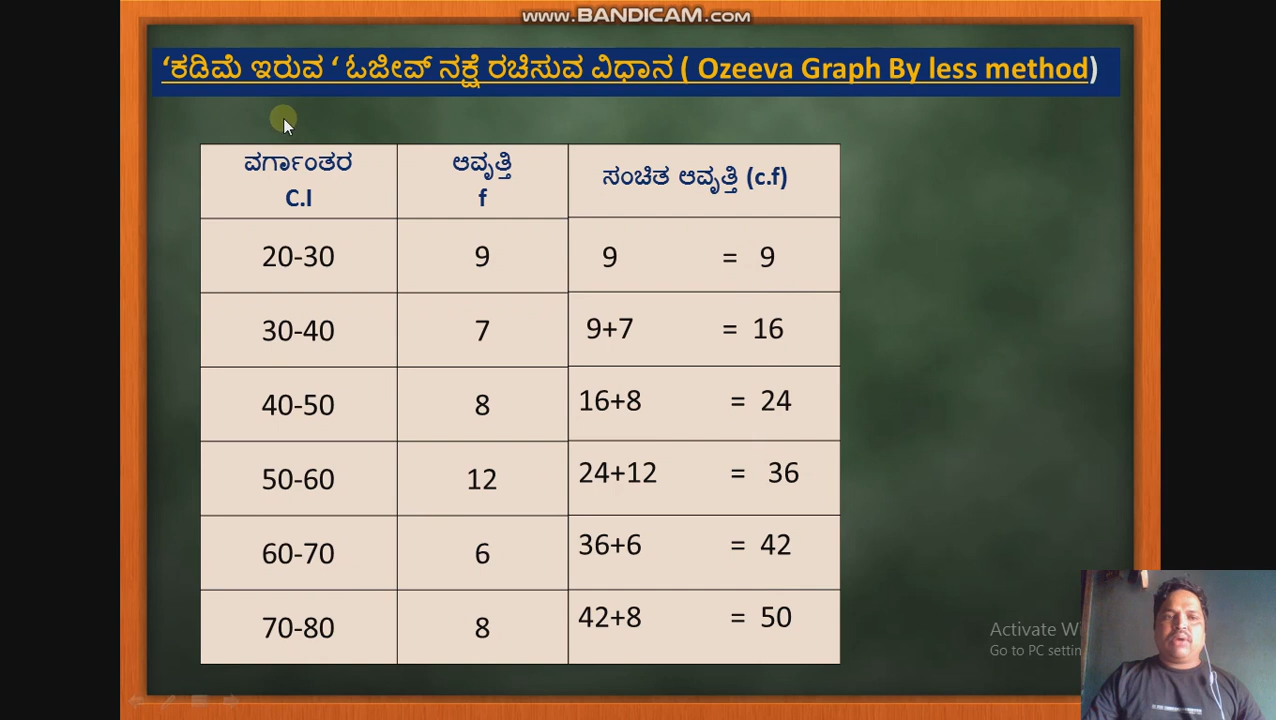 www.BANDICAM.com
‘ಕಡಿಮೆ ಇರುವ ‘ ಓಜೀವ್ ನಕ್ಷೆ ರಚಿಸುವ ವಿಧಾನ ( Ozeeva Graph By less method)
ವರ್ಗಾಂತರ ಆವೃತ್ತಿ ಸಂಚಿತ ಆವೃತ್ತಿ (c.f)
C.I f
20-30 9 9 = 9
30-40 7 9+7 = 16
40-50 8 16+8 = 24
50-60 12 24+12 = 36
60-70 6 36+6 = 42
70-80 8 42+8 = 50
Activate Wi
Go to PC settin